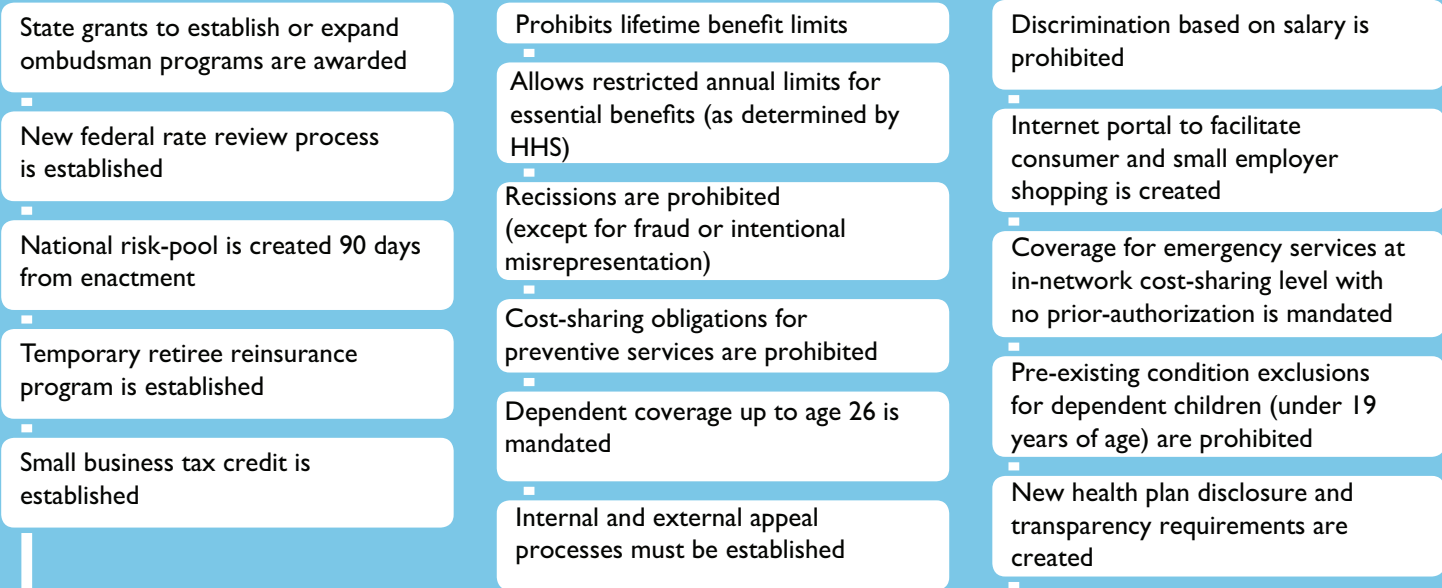 State grants to establish or expand
ombudsman programs are awarded
New federal rate review process
is established
National risk-pool is created 90 days
from enactment
Temporary retiree reinsurance
program is established
Small business tax credit is
established
Prohibits lifetime benefit limits
Allows restricted annual limits for
essential benefits (as determined by
HHS)
Recissions are prohibited
(except for fraud or intentional
misrepresentation)
Cost-sharing obligations for
preventive services are prohibited
Dependent coverage up to age 26 is
mandated
Internal and external appeal
processes must be established
Discrimination based on salary is
prohibited
Internet portal to facilitate
consumer and small employer
shopping is created
Coverage for emergency services at
in-network cost-sharing level with
no prior-authorization is mandated
Pre-existing condition exclusions
for dependent children (under 19
years of age) are prohibited
New health plan disclosure and
transparency requirements are
created